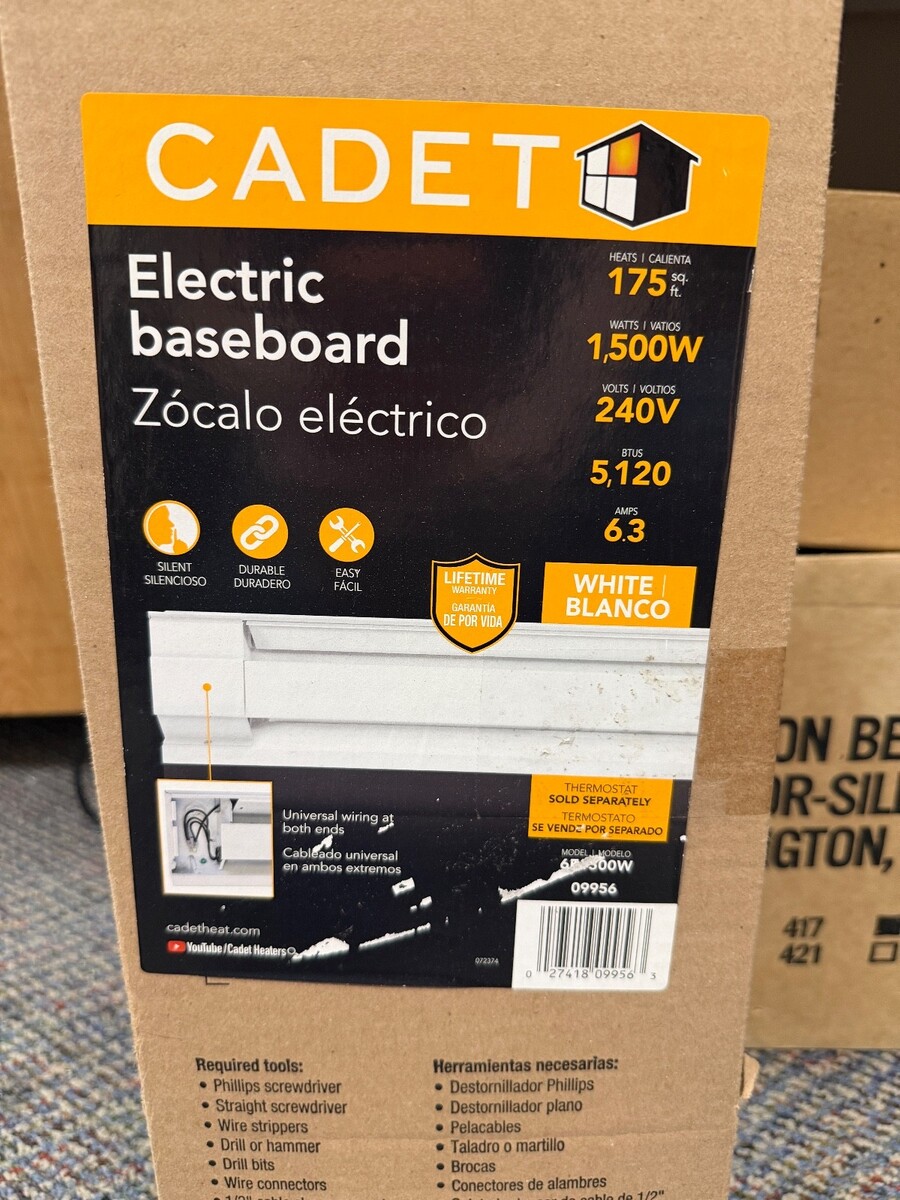 CADET
Electric
baseboard
Zócalo eléctrico
HEATS | CALIENTA
175 sq. ft.
WATTS | VATIOS
1,500W
VOLTS | VOLTIOS
240V
BTUS
5,120
AMPS
6.3
SILENT
SILENCIOSO
DURABLE
DURADERO
EASY
FÁCIL
LIFETIME
WARRANTY
GARANTÍA
DE POR VIDA
WHITE |
BLANCO
Universal wiring at
both ends
Cableado universal
en ambos extremos
THERMOSTAT
SOLD SEPARATELY
TERMOSTATO
SE VENDE POR SEPARADO
MODEL | MODELO
09956
cadetheat.com
YouTube/Cadet Heaters
072374
0 27418 09956 3
Required tools:
• Phillips screwdriver
• Straight screwdriver
• Wire strippers
• Drill or hammer
• Drill bits
• Wire connectors
Herramientas necesarias:
• Destornillador Phillips
• Destornillador plano
• Pelacables
• Taladro o martillo
• Brocas
• Conectores de alambres
cable de 1/2"
ON BE
OR-SIL
GTON,
417
421